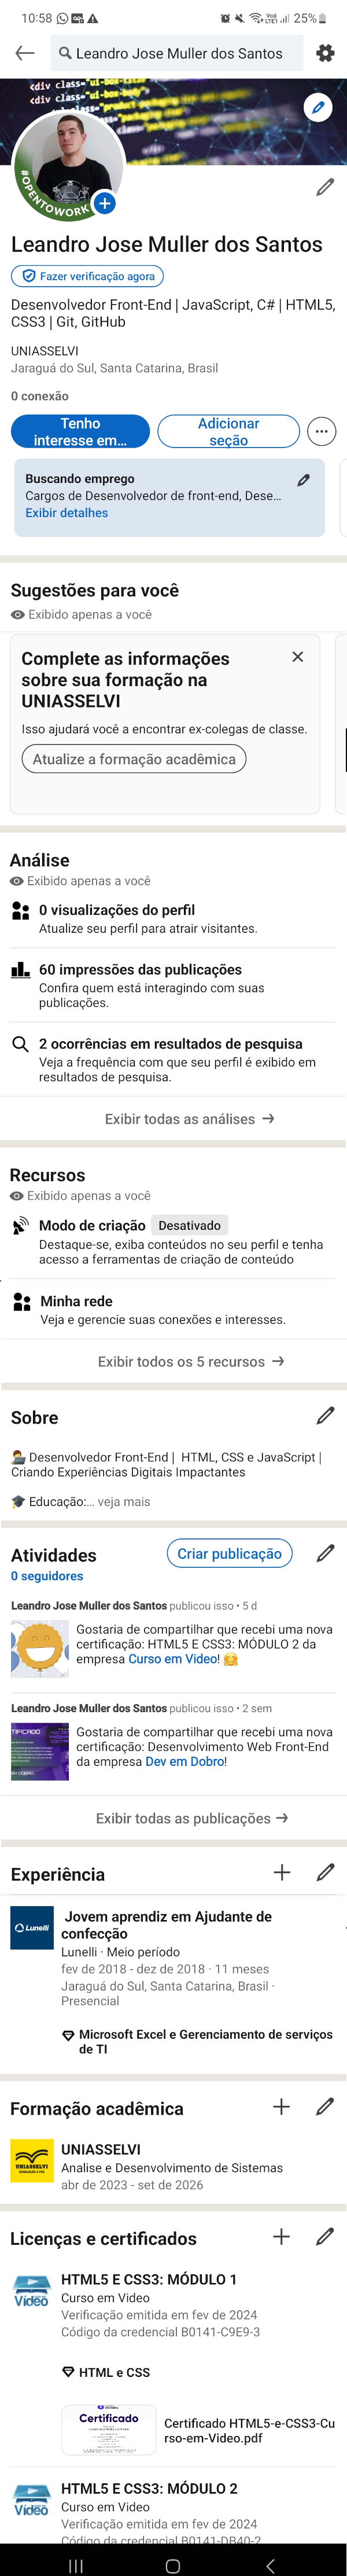 10:58 25%
Leandro Jose Muller dos Santos
<div class="ui-box-
<div class=
#OPENTOWORK
Leandro Jose Muller dos Santos
Fazer verificação agora
Desenvolvedor Front-End | JavaScript, C# | HTML5,
CSS3 | Git, GitHub
UNIASSELVI
Jaraguá do Sul, Santa Catarina, Brasil
0 conexão
Tenho
interesse em...
Adicionar
seção
Buscando emprego
Cargos de Desenvolvedor de front-end, Dese...
Exibir detalhes
Sugestões para você
Exibido apenas a você
Complete as informações
sobre sua formação na
UNIASSELVI
Isso ajudará você a encontrar ex-colegas de classe.
Atualize a formação acadêmica
Análise
Exibido apenas a você
0 visualizações do perfil
Atualize seu perfil para atrair visitantes.
60 impressões das publicações
Confira quem está interagindo com suas
publicações.
2 ocorrências em resultados de pesquisa
Veja a frequência com que seu perfil é exibido em
resultados de pesquisa.
Exibir todas as análises →
Recursos
Exibido apenas a você
Modo de criação Desativado
Destaque-se, exiba conteúdos no seu perfil e tenha
acesso a ferramentas de criação de conteúdo
Minha rede
Veja e gerencie suas conexões e interesses.
Exibir todos os 5 recursos →
Sobre
Desenvolvedor Front-End | HTML, CSS e JavaScript |
Criando Experiências Digitais Impactantes
Educação:... veja mais
Atividades
Criar publicação
0 seguidores
Leandro Jose Muller dos Santos publicou isso • 5 d
Gostaria de compartilhar que recebi uma nova
certificação: HTML5 E CSS3: MÓDULO 2 da
empresa Curso em Video! 🤗
Leandro Jose Muller dos Santos publicou isso • 2 sem
Gostaria de compartilhar que recebi uma nova
certificação: Desenvolvimento Web Front-End
da empresa Dev em Dobro!
Exibir todas as publicações →
Experiência
Lunelli
Jovem aprendiz em Ajudante de
confecção
Lunelli · Meio período
fev de 2018 - dez de 2018 · 11 meses
Jaraguá do Sul, Santa Catarina, Brasil ·
Presencial
Microsoft Excel e Gerenciamento de serviços
de TI
Formação acadêmica
UNIASSELVI
UNIASSELVI
Analise e Desenvolvimento de Sistemas
abr de 2023 - set de 2026
Licenças e certificados
Vídeo
HTML5 E CSS3: MÓDULO 1
Curso em Video
Verificação emitida em fev de 2024
Código da credencial B0141-C9E9-3
HTML e CSS
Certificado
Certificado HTML5-e-CSS3-Cu
rso-em-Video.pdf
Vídeo
HTML5 E CSS3: MÓDULO 2
Curso em Video
Verificação emitida em fev de 2024
Código da credencial B0141-DB40-2